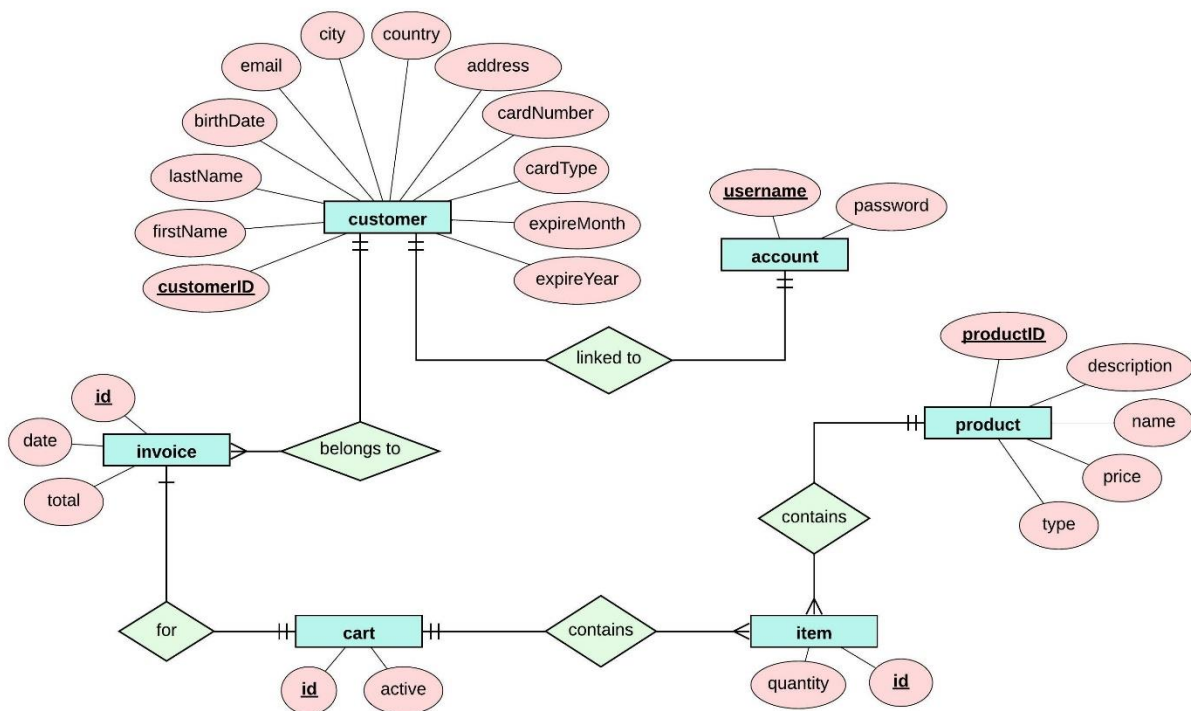 city
country
email
address
birthDate
cardNumber
lastName
cardType
username
password
customer
firstName
expireMonth
account
customerID
expireYear
linked to
productID
description
id
product
name
date
invoice
belongs to
price
total
contains
type
for
cart
contains
item
id
active
quantity
id